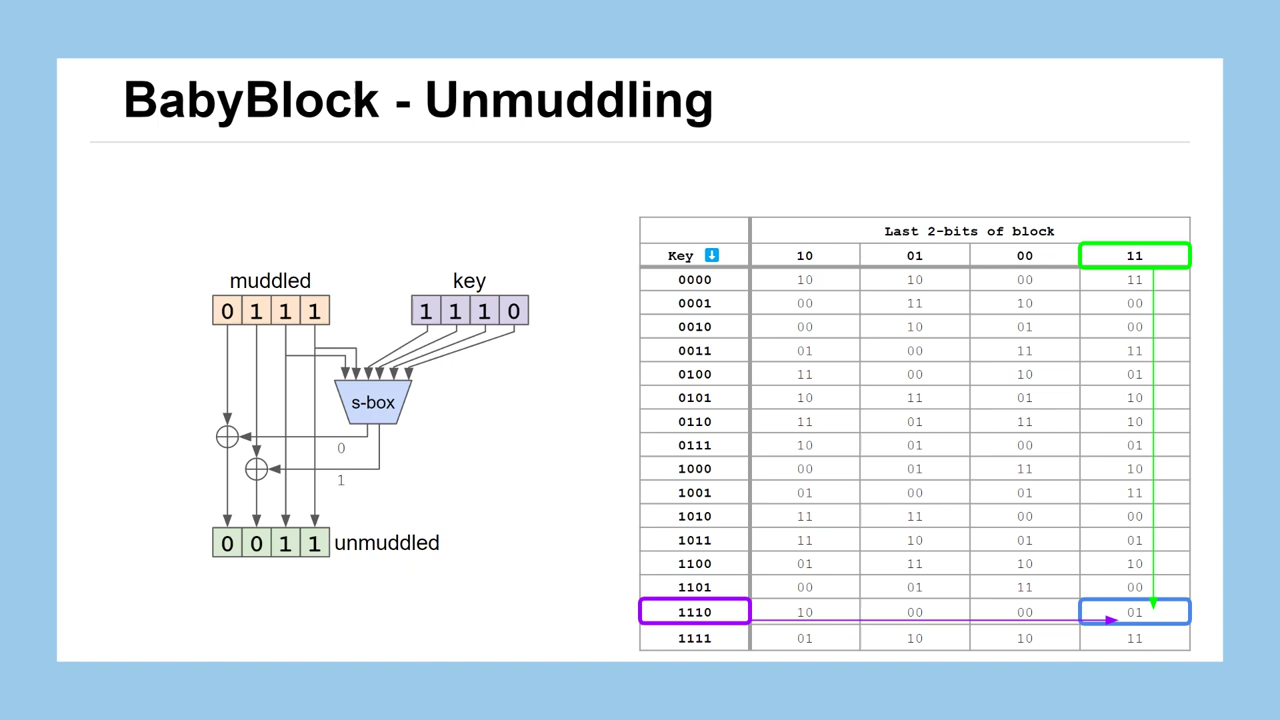 BabyBlock - Unmuddling
muddled
key
0 1 1 1
1 1 1 0
s-box
0
1
0 0 1 1 unmuddled
Last 2-bits of block
Key ⬇ 10 01 00 11
0000 10 10 00 11
0001 00 11 10 00
0010 00 10 01 00
0011 01 00 11 11
0100 11 00 10 01
0101 10 11 01 10
0110 11 01 11 10
0111 10 01 00 01
1000 00 01 11 10
1001 01 00 01 11
1010 11 11 00 00
1011 11 10 01 01
1100 01 11 10 10
1101 00 01 11 00
1110 10 00 00 01
1111 01 10 10 11